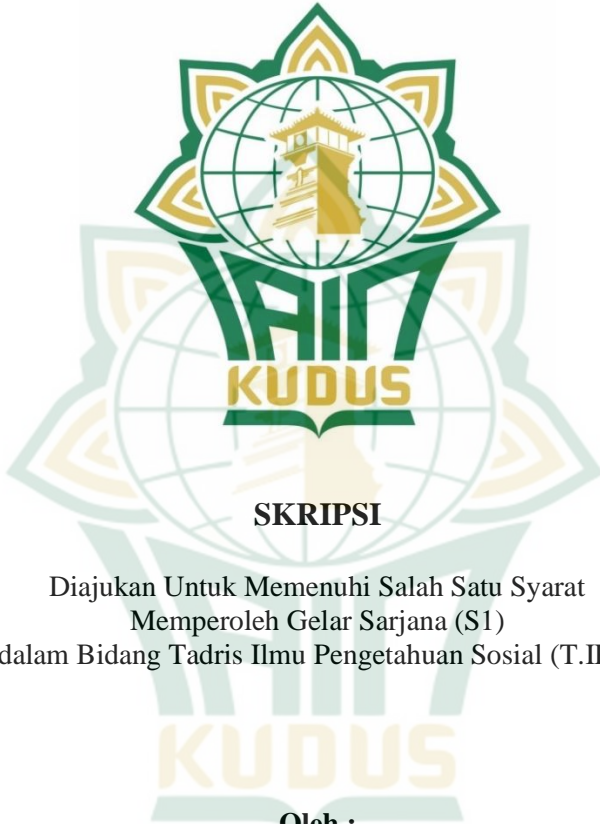 IAIN
KUDUS
SKRIPSI
Diajukan Untuk Memenuhi Salah Satu Syarat
Memperoleh Gelar Sarjana (S1)
dalam Bidang Tadris Ilmu Pengetahuan Sosial
KUDUS
Oleh :